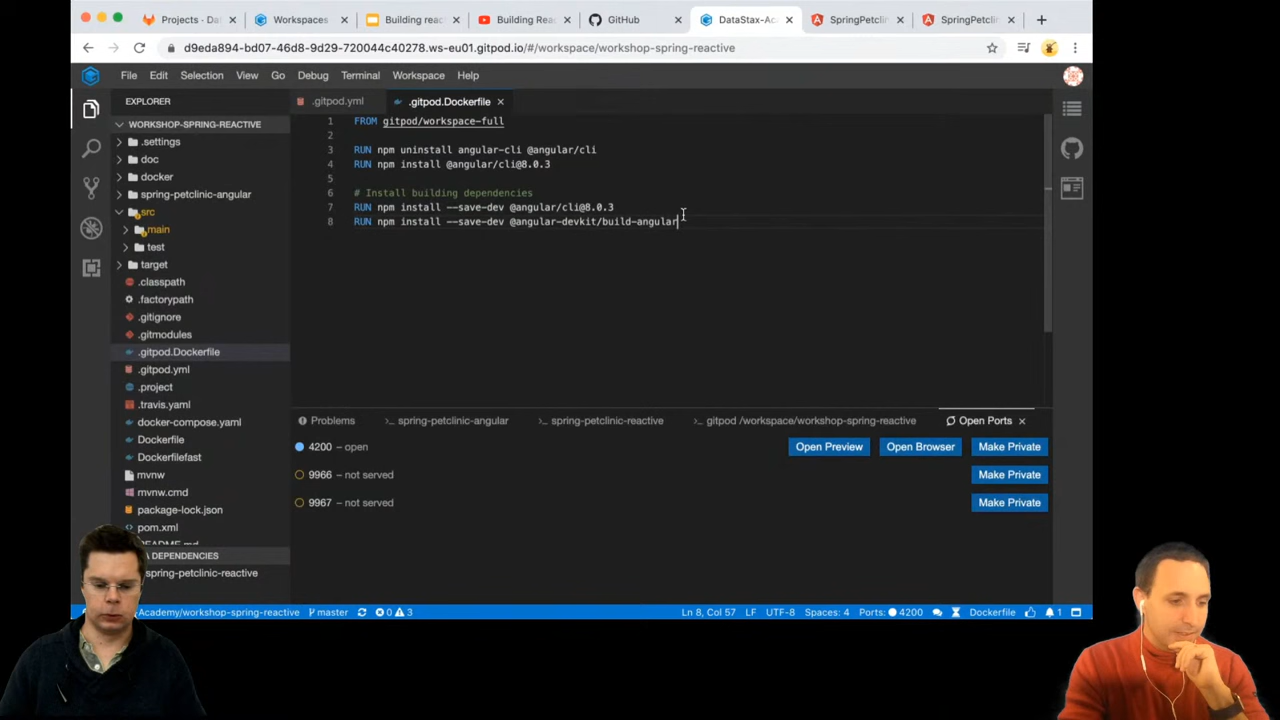 Projects - Da
Workspaces
Building reac
Building Rea
GitHub
DataStax-Ac
SpringPetclin
SpringPetcli
d9eda894-bd07-46d8-9d29-720044c40278.ws-eu01.gitpod.io/#/workspace/workshop-spring-reactive
File Edit Selection View Go Debug Terminal Workspace Help
EXPLORER
.gitpod.yml
.gitpod.Dockerfile
WORKSHOP-SPRING-REACTIVE
.settings
doc
docker
spring-petclinic-angular
src
main
test
target
.classpath
.factorypath
.gitignore
.gitmodules
.gitpod.Dockerfile
.gitpod.yml
.project
.travis.yaml
docker-compose.yaml
Dockerfile
Dockerfilefast
mvnw
mvnw.cmd
package-lock.json
pom.xml
README.md
DEPENDENCIES
spring-petclinic-reactive
1 FROM gitpod/workspace-full
2
3 RUN npm uninstall angular-cli @angular/cli
4 RUN npm install @angular/cli@8.0.3
5
6 # Install building dependencies
7 RUN npm install --save-dev @angular/cli@8.0.3
8 RUN npm install --save-dev @angular-devkit/build-angular
Problems
spring-petclinic-angular
spring-petclinic-reactive
gitpod /workspace/workshop-spring-reactive
Open Ports
4200 – open Open Preview Open Browser Make Private
9966 – not served Make Private
9967 – not served Make Private
Academy/workshop-spring-reactive master 0 3 Ln 8, Col 57 LF UTF-8 Spaces: 4 Ports: 4200 Dockerfile 1